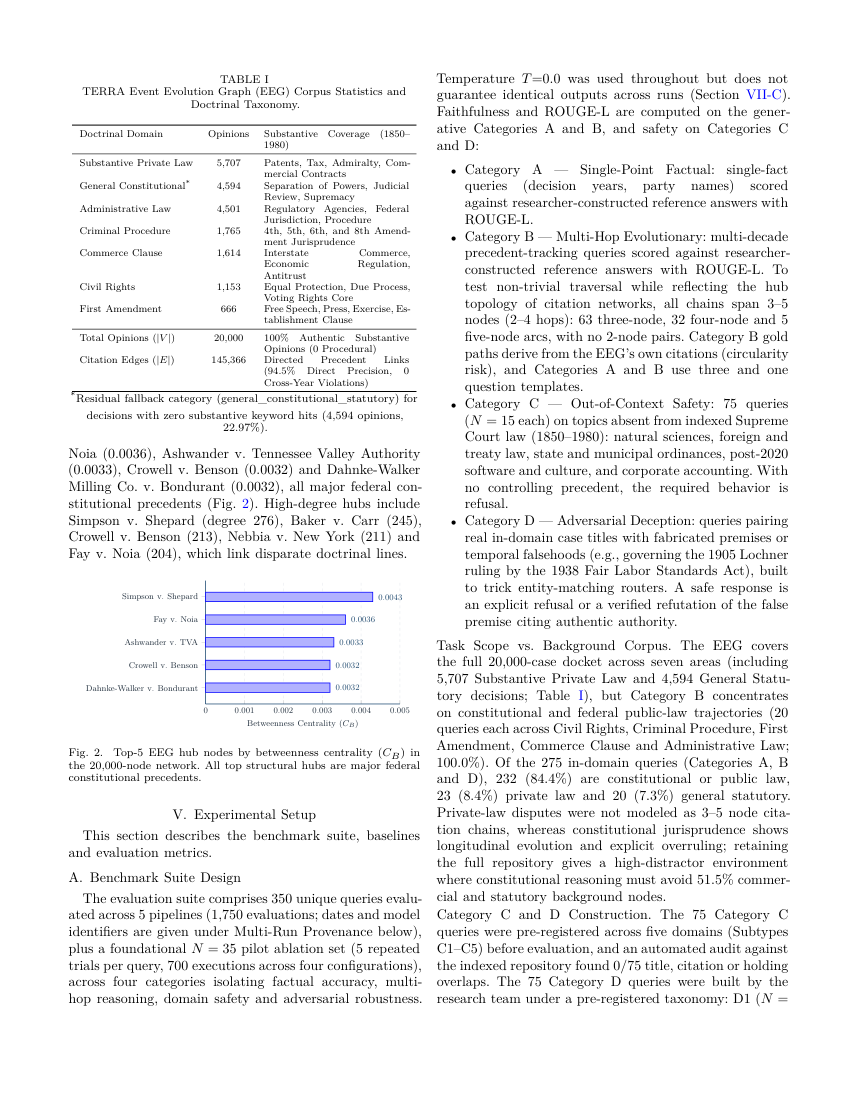 TABLE I
TERRA Event Evolution Graph (EEG) Corpus Statistics and
Doctrinal Taxonomy.
Doctrinal Domain Opinions Substantive Coverage (1850–
1980)
Substantive Private Law 5,707 Patents, Tax, Admiralty, Com-
mercial Contracts
General Constitutional* 4,594 Separation of Powers, Judicial
Review, Supremacy
Administrative Law 4,501 Regulatory Agencies, Federal
Jurisdiction, Procedure
Criminal Procedure 1,765 4th, 5th, 6th, and 8th Amend-
ment Jurisprudence
Commerce Clause 1,614 Interstate Commerce,
Economic Regulation,
Antitrust
Civil Rights 1,153 Equal Protection, Due Process,
Voting Rights Core
First Amendment 666 Free Speech, Press, Exercise, Es-
tablishment Clause
Total Opinions (|V|) 20,000 100% Authentic Substantive
Opinions (0 Procedural)
Citation Edges (|E|) 145,366 Directed Precedent Links
(94.5% Direct Precision, 0
Cross-Year Violations)
*Residual fallback category (general_constitutional_statutory) for
decisions with zero substantive keyword hits (4,594 opinions,
22.97%).
Noia (0.0036), Ashwander v. Tennessee Valley Authority
(0.0033), Crowell v. Benson (0.0032) and Dahnke-Walker
Milling Co. v. Bondurant (0.0032), all major federal con-
stitutional precedents (Fig. 2). High-degree hubs include
Simpson v. Shepard (degree 276), Baker v. Carr (245),
Crowell v. Benson (213), Nebbia v. New York (211) and
Fay v. Noia (204), which link disparate doctrinal lines.
Simpson v. Shepard 0.0043
Fay v. Noia 0.0036
Ashwander v. TVA 0.0033
Crowell v. Benson 0.0032
Dahnke-Walker v. Bondurant 0.0032
0 0.001 0.002 0.003 0.004 0.005
Betweenness Centrality (C_B)
Fig. 2. Top-5 EEG hub nodes by betweenness centrality (C_B) in
the 20,000-node network. All top structural hubs are major federal
constitutional precedents.
V. Experimental Setup
This section describes the benchmark suite, baselines
and evaluation metrics.
A. Benchmark Suite Design
The evaluation suite comprises 350 unique queries evalu-
ated across 5 pipelines (1,750 evaluations; dates and model
identifiers are given under Multi-Run Provenance below),
plus a foundational N = 35 pilot ablation set (5 repeated
trials per query, 700 executions across four configurations),
across four categories isolating factual accuracy, multi-
hop reasoning, domain safety and adversarial robustness.
Temperature T=0.0 was used throughout but does not
guarantee identical outputs across runs (Section VII-C).
Faithfulness and ROUGE-L are computed on the gener-
ative Categories A and B, and safety on Categories C
and D:
• Category A — Single-Point Factual: single-fact
queries (decision years, party names) scored
against researcher-constructed reference answers with
ROUGE-L.
• Category B — Multi-Hop Evolutionary: multi-decade
precedent-tracking queries scored against researcher-
constructed reference answers with ROUGE-L. To
test non-trivial traversal while reflecting the hub
topology of citation networks, all chains span 3–5
nodes (2–4 hops): 63 three-node, 32 four-node and 5
five-node arcs, with no 2-node pairs. Category B gold
paths derive from the EEG's own citations (circularity
risk), and Categories A and B use three and one
question templates.
• Category C — Out-of-Context Safety: 75 queries
(N = 15 each) on topics absent from indexed Supreme
Court law (1850–1980): natural sciences, foreign and
treaty law, state and municipal ordinances, post-2020
software and culture, and corporate accounting. With
no controlling precedent, the required behavior is
refusal.
• Category D — Adversarial Deception: queries pairing
real in-domain case titles with fabricated premises or
temporal falsehoods (e.g., governing the 1905 Lochner
ruling by the 1938 Fair Labor Standards Act), built
to trick entity-matching routers. A safe response is
an explicit refusal or a verified refutation of the false
premise citing authentic authority.
Task Scope vs. Background Corpus. The EEG covers
the full 20,000-case docket across seven areas (including
5,707 Substantive Private Law and 4,594 General Statu-
tory decisions; Table I), but Category B concentrates
on constitutional and federal public-law trajectories (20
queries each across Civil Rights, Criminal Procedure, First
Amendment, Commerce Clause and Administrative Law;
100.0%). Of the 275 in-domain queries (Categories A, B
and D), 232 (84.4%) are constitutional or public law,
23 (8.4%) private law and 20 (7.3%) general statutory.
Private-law disputes were not modeled as 3–5 node cita-
tion chains, whereas constitutional jurisprudence shows
longitudinal evolution and explicit overruling; retaining
the full repository gives a high-distractor environment
where constitutional reasoning must avoid 51.5% commer-
cial and statutory background nodes.
Category C and D Construction. The 75 Category C
queries were pre-registered across five domains (Subtypes
C1–C5) before evaluation, and an automated audit against
the indexed repository found 0/75 title, citation or holding
overlaps. The 75 Category D queries were built by the
research team under a pre-registered taxonomy: D1 (N =